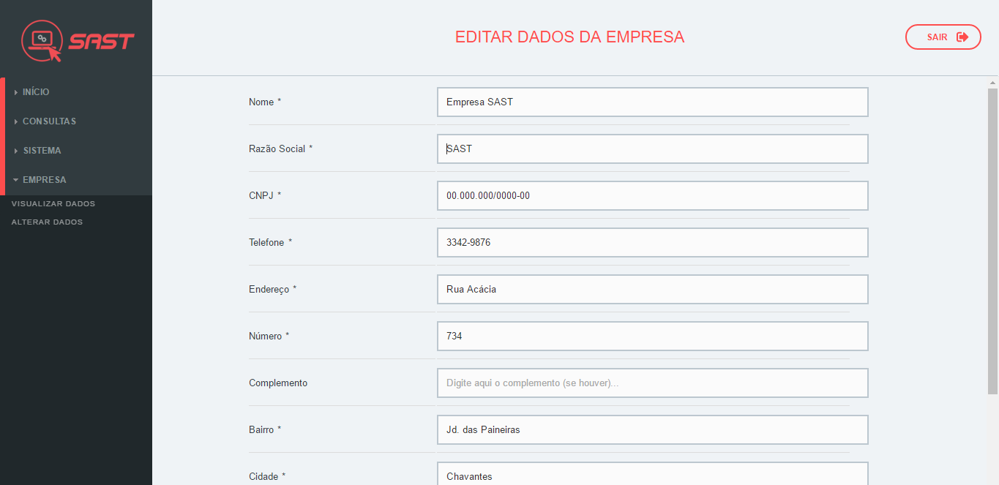 SAST
EDITAR DADOS DA EMPRESA
SAIR
INÍCIO
CONSULTAS
SISTEMA
EMPRESA
VISUALIZAR DADOS
ALTERAR DADOS
Nome * Empresa SAST
Razão Social * SAST
CNPJ * 00.000.000/0000-00
Telefone * 3342-9876
Endereço * Rua Acácia
Número * 734
Complemento Digite aqui o complemento (se houver)...
Bairro * Jd. das Paineiras
Cidade * Chavantes